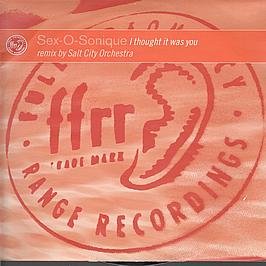 Sex-O-Sonique I thought it was you
remix by Salt City Orchestra
ffrr
TRADE MARK
RANGE RECORDINGS